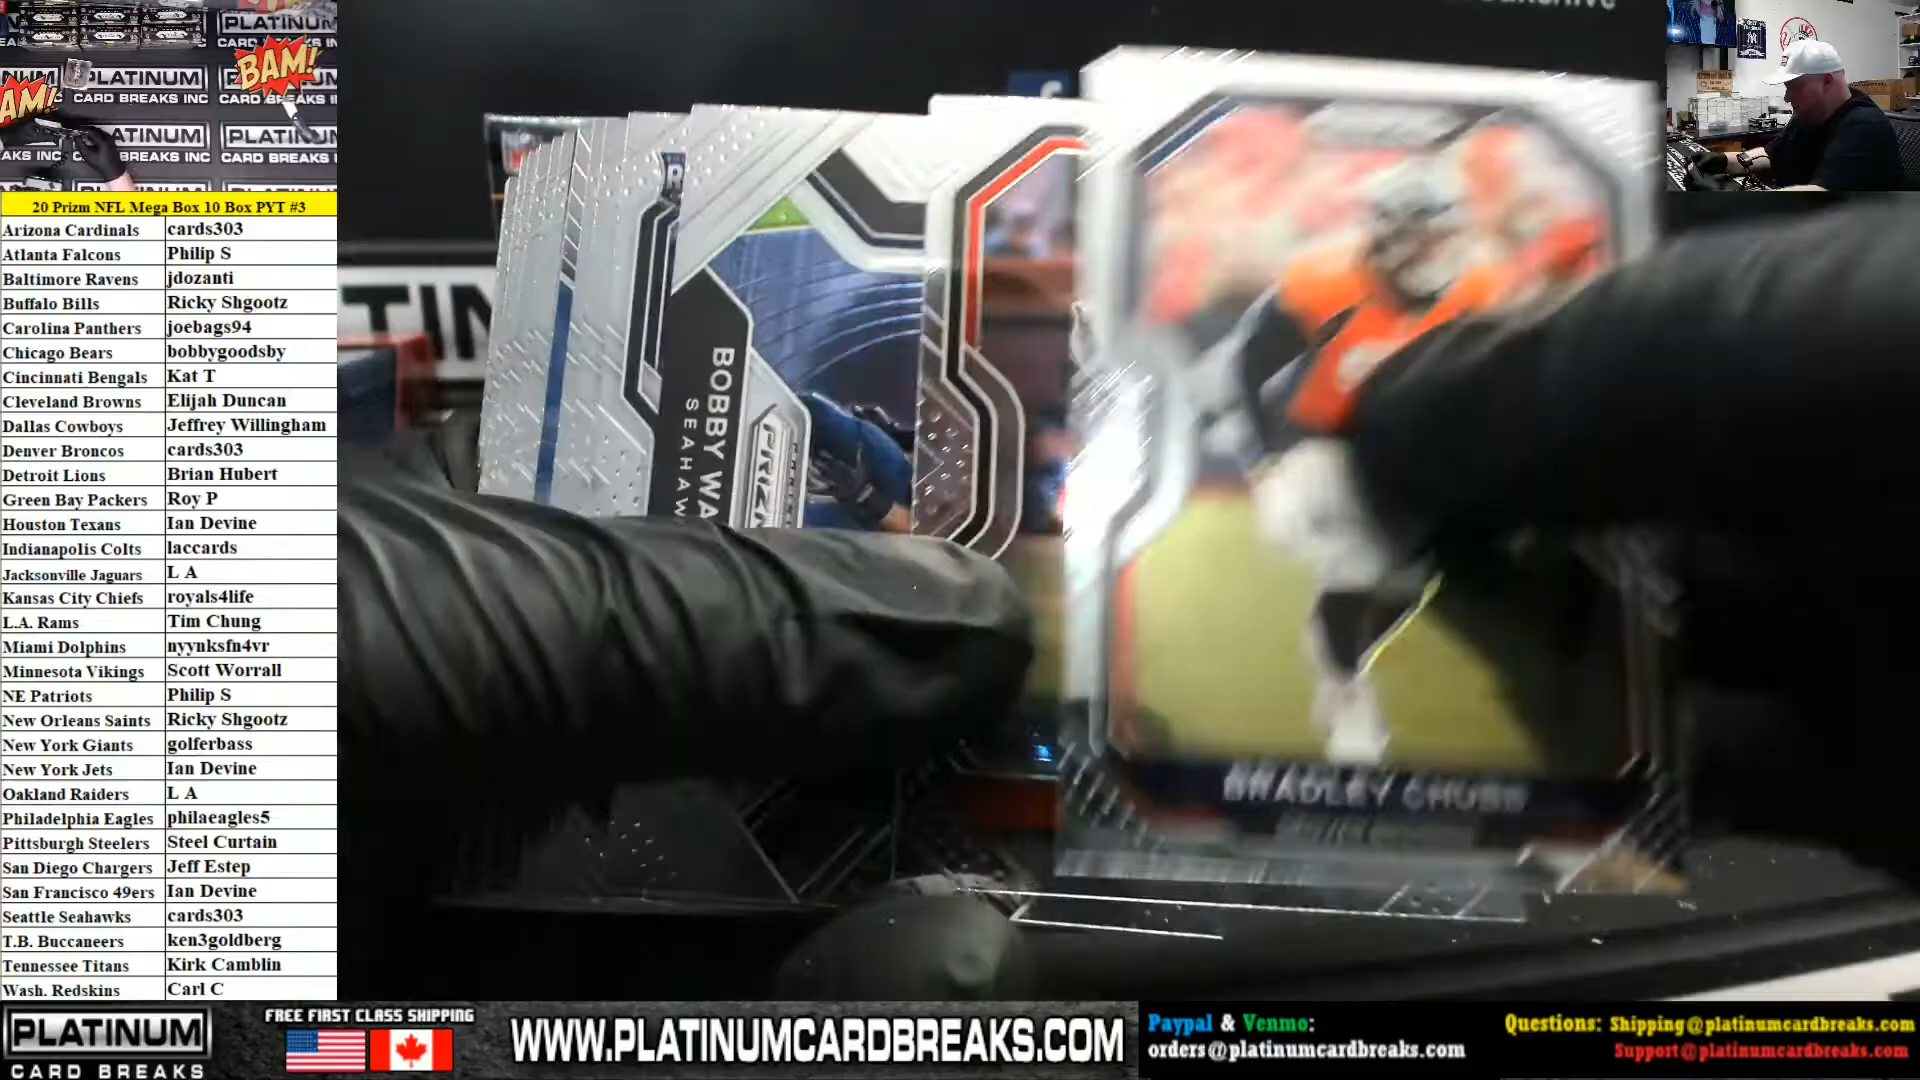 PLATINUM
CARD BREAKS INC
BAM!
20 Prizm NFL Mega Box 10 Box PYT #3
Arizona Cardinals cards303
Atlanta Falcons Philip S
Baltimore Ravens jdozanti
Buffalo Bills Ricky Shgootz
Carolina Panthers joebags94
Chicago Bears bobbygoodsby
Cincinnati Bengals Kat T
Cleveland Browns Elijah Duncan
Dallas Cowboys Jeffrey Willingham
Denver Broncos cards303
Detroit Lions Brian Hubert
Green Bay Packers Roy P
Houston Texans Ian Devine
Indianapolis Colts laccards
Jacksonville Jaguars L A
Kansas City Chiefs royals4life
L.A. Rams Tim Chung
Miami Dolphins nyynksfn4vr
Minnesota Vikings Scott Worrall
NE Patriots Philip S
New Orleans Saints Ricky Shgootz
New York Giants golferbass
New York Jets Ian Devine
Oakland Raiders L A
Philadelphia Eagles philaeagles5
Pittsburgh Steelers Steel Curtain
San Diego Chargers Jeff Estep
San Francisco 49ers Ian Devine
Seattle Seahawks cards303
T.B. Buccaneers ken3goldberg
Tennessee Titans Kirk Camblin
Wash. Redskins Carl C
BOBBY WA
SEAHAW
PRIZM
BRADLEY CHUBB
PLATINUM
CARD BREAKS
FREE FIRST CLASS SHIPPING
WWW.PLATINUMCARDBREAKS.COM
Paypal & Venmo:
orders@platinumcardbreaks.com
Questions: Shipping@platinumcardbreaks.com
Support@platinumcardbreaks.com